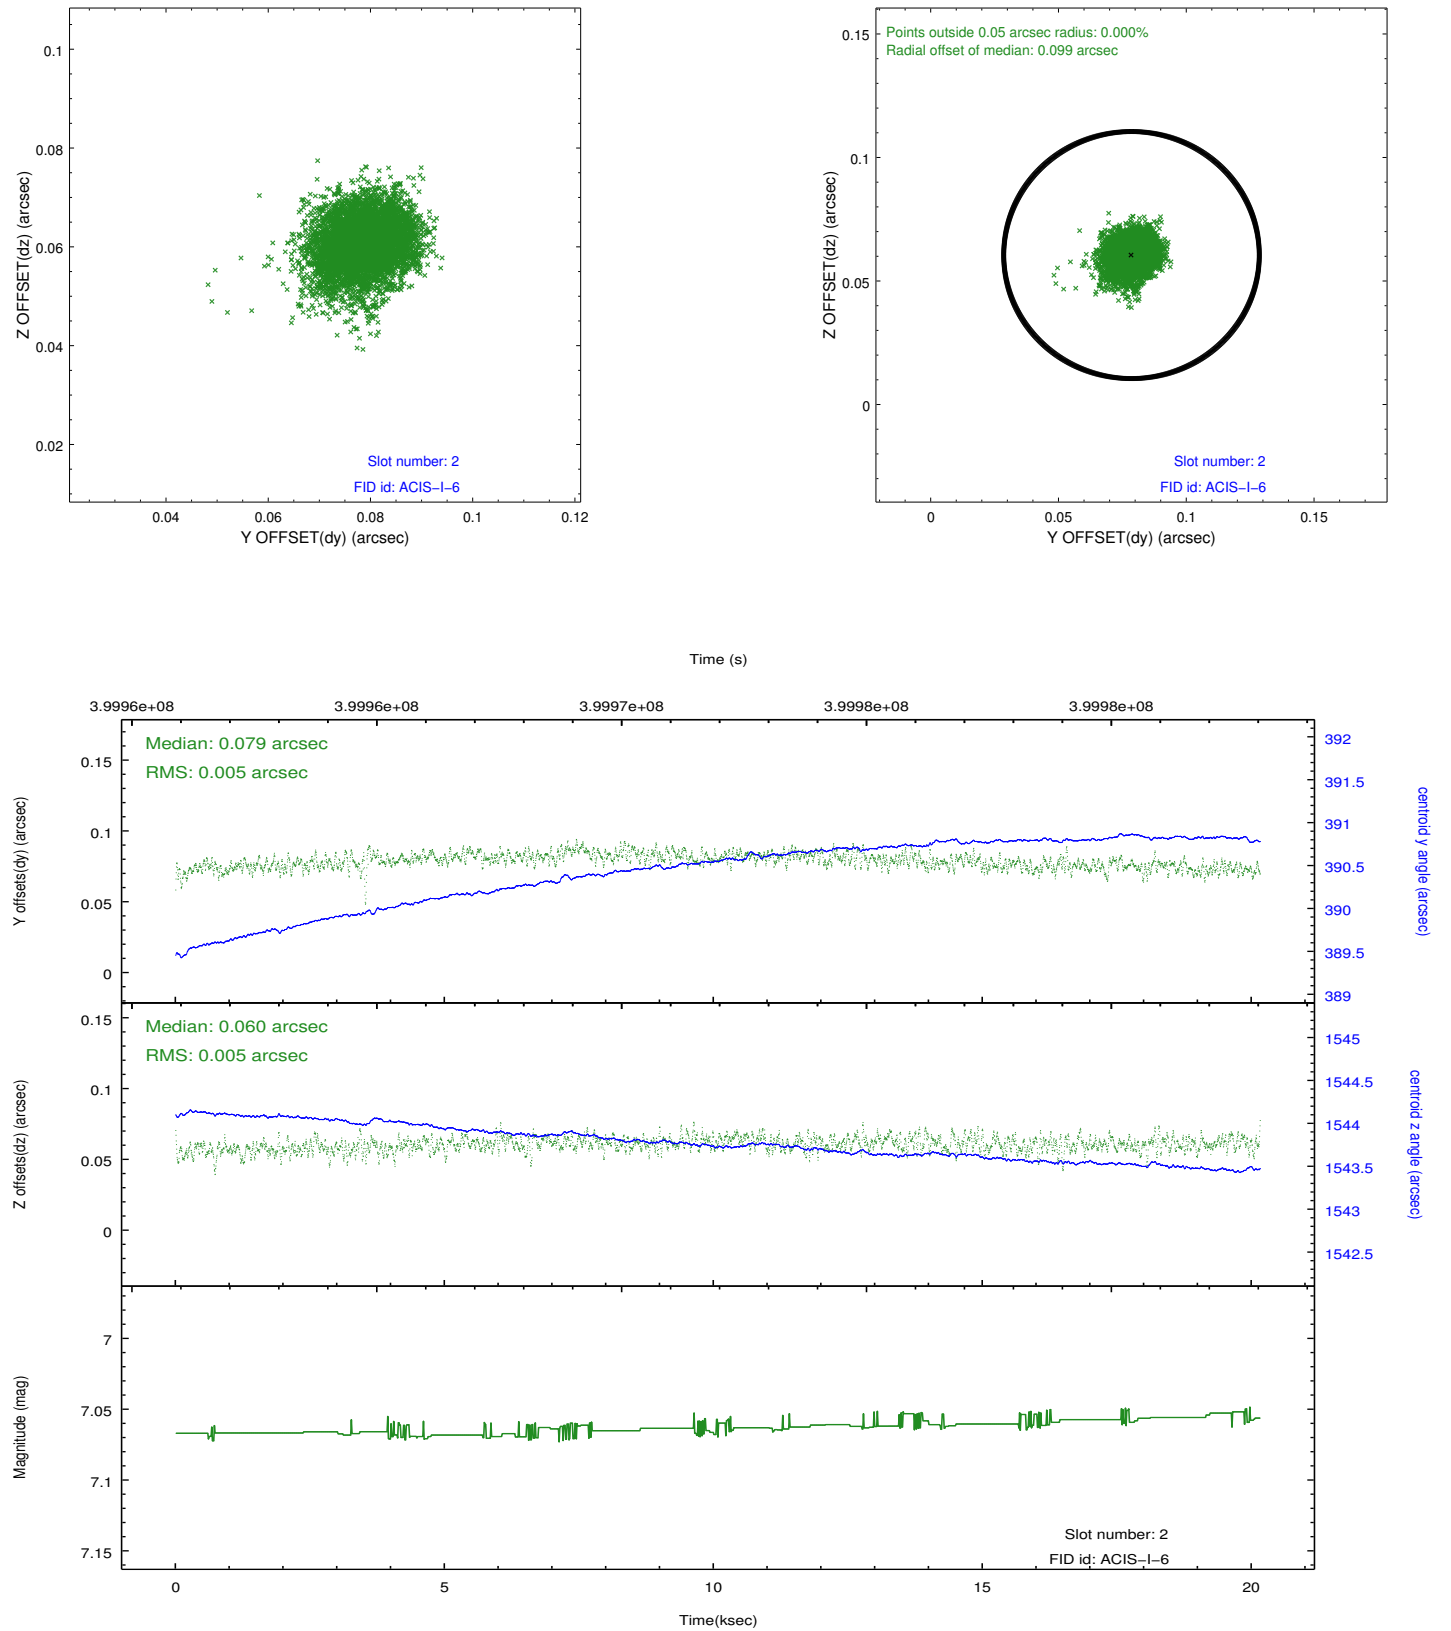 0.1
0.08
0.06
0.04
0.02
Z OFFSET(dz) (arcsec)
Slot number: 2
FID id: ACIS−I−6
0.04
0.06
0.08
0.1
0.12
Y OFFSET(dy) (arcsec)
Points outside 0.05 arcsec radius: 0.000%
Radial offset of median: 0.099 arcsec
0.15
0.1
0.05
0
Z OFFSET(dz) (arcsec)
Slot number: 2
FID id: ACIS−I−6
0
0.05
0.1
0.15
Y OFFSET(dy) (arcsec)
Time (s)
3.9996e+08
3.9996e+08
3.9997e+08
3.9998e+08
3.9998e+08
Median: 0.079 arcsec
RMS: 0.005 arcsec
0.15
0.1
0.05
0
Y offsets(dy) (arcsec)
392
391.5
391
390.5
390
389.5
389
centroid y angle (arcsec)
Median: 0.060 arcsec
RMS: 0.005 arcsec
0.15
0.1
0.05
0
Z offsets(dz) (arcsec)
1545
1544.5
1544
1543.5
1543
1542.5
centroid z angle (arcsec)
7
7.05
7.1
7.15
Magnitude (mag)
Slot number: 2
FID id: ACIS−I−6
0
5
10
15
20
Time(ksec)